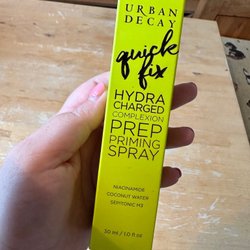 URBAN DECAY
quick
fix
HYDRA
CHARGED
COMPLEXION
PREP
PRIMING
SPRAY
NIACINAMIDE
COCONUT WATER
SEPITONIC M3
30 ml / 1.0 fl oz